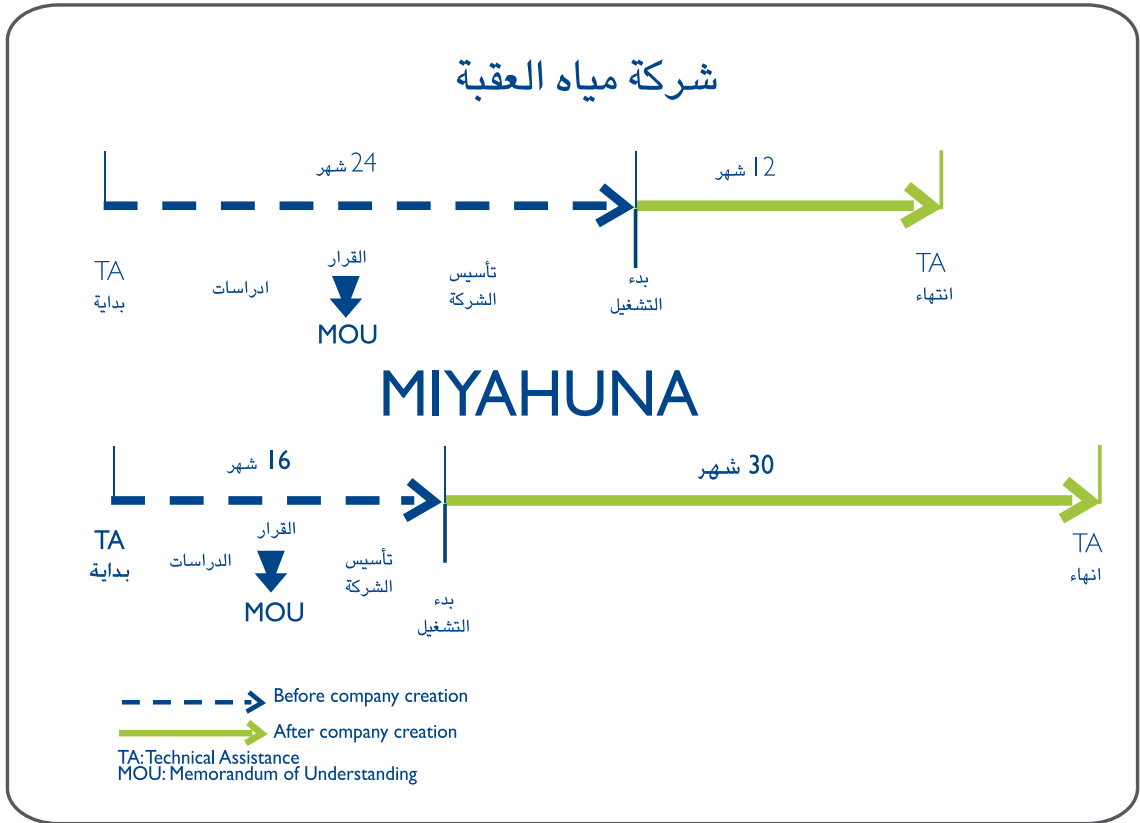 شركة مياه العقبة
24 شهر
12 شهر
TA
بداية
ادراسات
القرار
MOU
تأسيس
الشركة
بدء
التشغيل
TA
انتهاء
MIYAHUNA
16 شهر
30 شهر
TA
بداية
الدراسات
القرار
MOU
تأسيس
الشركة
بدء
التشغيل
TA
انهاء
Before company creation
After company creation
TA: Technical Assistance
MOU: Memorandum of Understanding